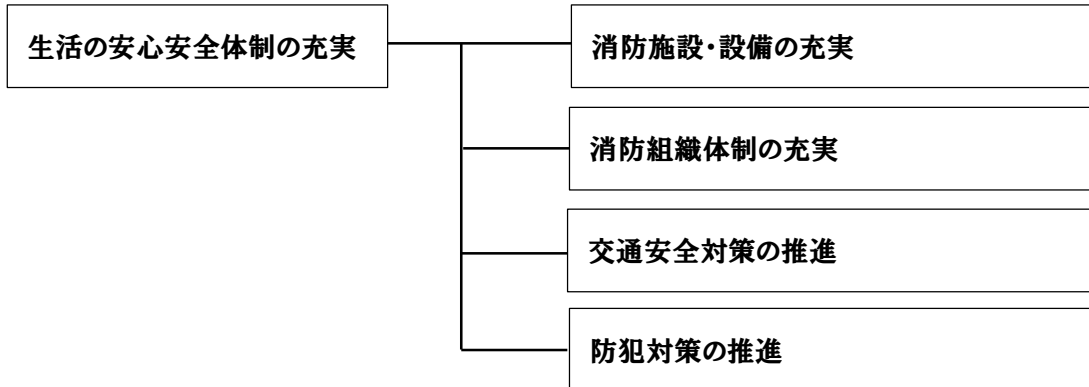 生活の安心安全体制の充実
消防施設・設備の充実
消防組織体制の充実
交通安全対策の推進
防犯対策の推進